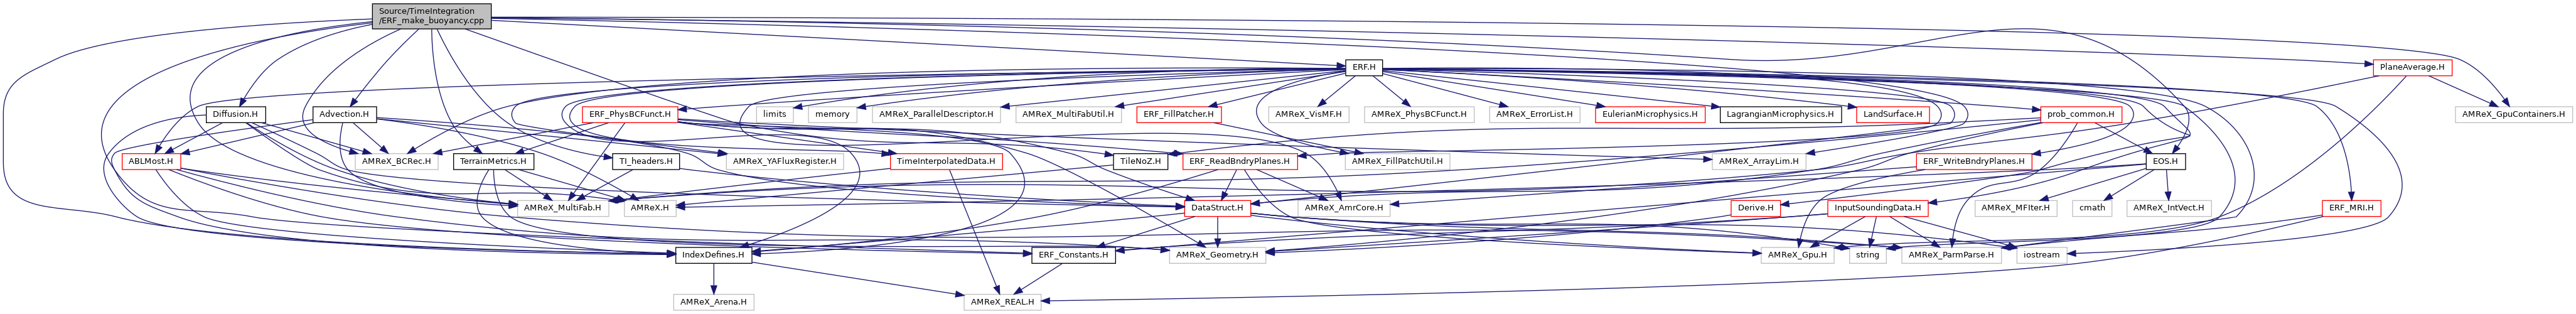 Source/TimeIntegration
/ERF_make_buoyancy.cpp
ERF.H
PlaneAverage.H
Diffusion.H
Advection.H
ERF_PhysBCFunct.H
limits
memory
AMReX_ParallelDescriptor.H
AMReX_MultiFabUtil.H
ERF_FillPatcher.H
AMReX_VisMF.H
AMReX_PhysBCFunct.H
AMReX_ErrorList.H
EulerianMicrophysics.H
LagrangianMicrophysics.H
LandSurface.H
prob_common.H
AMReX_GpuContainers.H
ABLMost.H
AMReX_BCRec.H
TerrainMetrics.H
TI_headers.H
AMReX_YAFluxRegister.H
TimeInterpolatedData.H
TileNoZ.H
ERF_ReadBndryPlanes.H
AMReX_FillPatchUtil.H
AMReX_ArrayLim.H
ERF_WriteBndryPlanes.H
EOS.H
AMReX_MultiFab.H
AMReX.H
DataStruct.H
AMReX_AmrCore.H
Derive.H
InputSoundingData.H
AMReX_MFIter.H
cmath
AMReX_IntVect.H
ERF_MRI.H
IndexDefines.H
AMReX_Geometry.H
ERF_Constants.H
AMReX_Gpu.H
string
AMReX_ParmParse.H
iostream
AMReX_Arena.H
AMReX_REAL.H